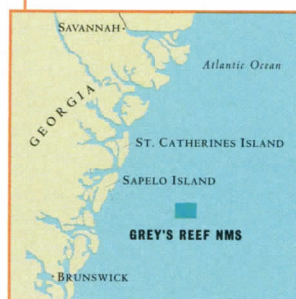 SAVANNAH
Atlantic Ocean
GEORGIA
ST. CATHERINES ISLAND
SAPELO ISLAND
GREY'S REEF NMS
BRUNSWICK